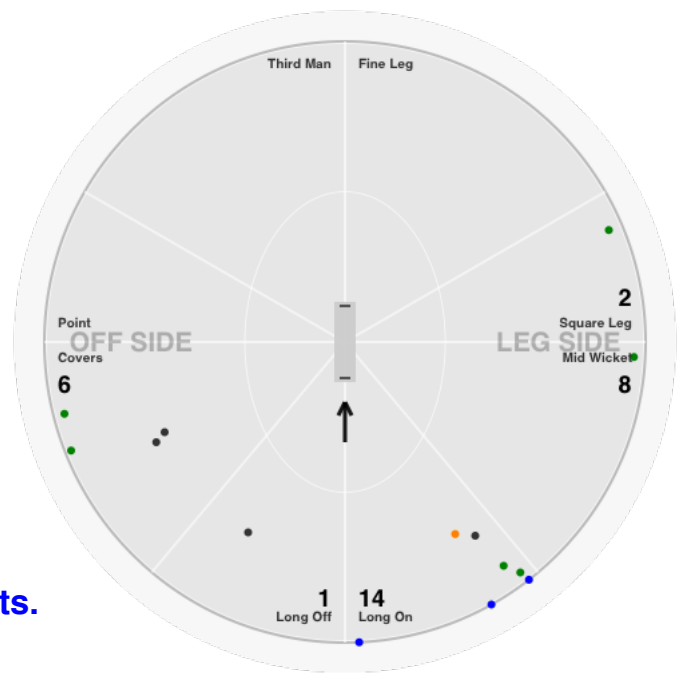 Third Man Fine Leg
2
Point Square Leg
OFF SIDE LEG SIDE
Covers Mid Wicket
6 8
ts.
1 14
Long Off Long On